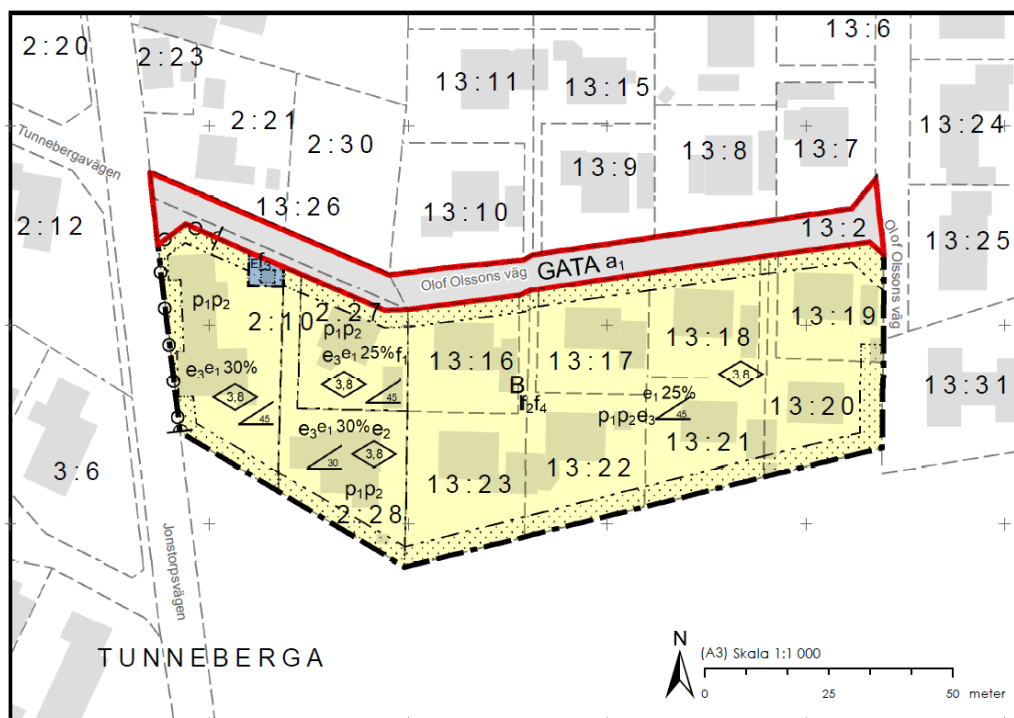 2:20
2:23
13:6
13:11
13:15
2:21
13:24
Tunnebergavägen
2:30
13:8
13:7
13:9
2:12
13:26
13:10
13:2
13:25
Olof Olssons väg
Olof Olssons väg
GATA a1
E1
f3
p1p2
2:10
2:27
p1p2
13:16
13:17
13:18
13:19
e3e1 30%
3,8
45
e3e1 25%f1
3,8
45
B
f2f4
e1 25%
p1p2e3
45
3,8
13:20
13:31
e3e1 30%e2
30
3,8
p1p2
2:28
13:23
13:22
13:21
3:6
Jonstorpsvägen
TUNNEBERGA
N
(A3) Skala 1:1 000
0 25 50 meter